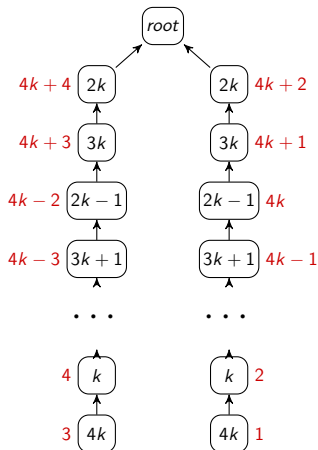 root
4k + 4 2k 2k 4k + 2
4k + 3 3k 3k 4k + 1
4k − 2 2k − 1 2k − 1 4k
4k − 3 3k + 1 3k + 1 4k − 1
··· ···
4 k k 2
3 4k 4k 1